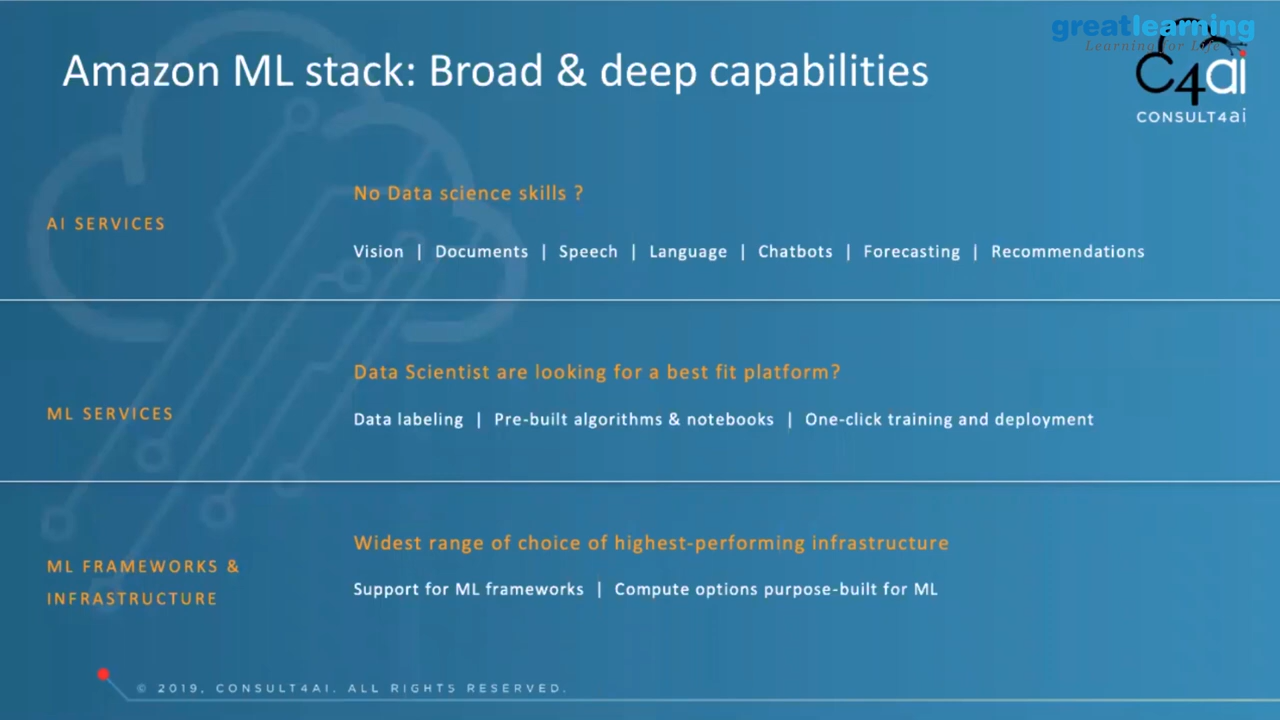 greatlearning
Learning for Life
Amazon ML stack: Broad & deep capabilities
C4ai
CONSULT4ai
No Data science skills ?
AI SERVICES
Vision | Documents | Speech | Language | Chatbots | Forecasting | Recommendations
Data Scientist are looking for a best fit platform?
ML SERVICES
Data labeling | Pre-built algorithms & notebooks | One-click training and deployment
Widest range of choice of highest-performing infrastructure
ML FRAMEWORKS &
INFRASTRUCTURE
Support for ML frameworks | Compute options purpose-built for ML
© 2019, CONSULT4AI. ALL RIGHTS RESERVED.